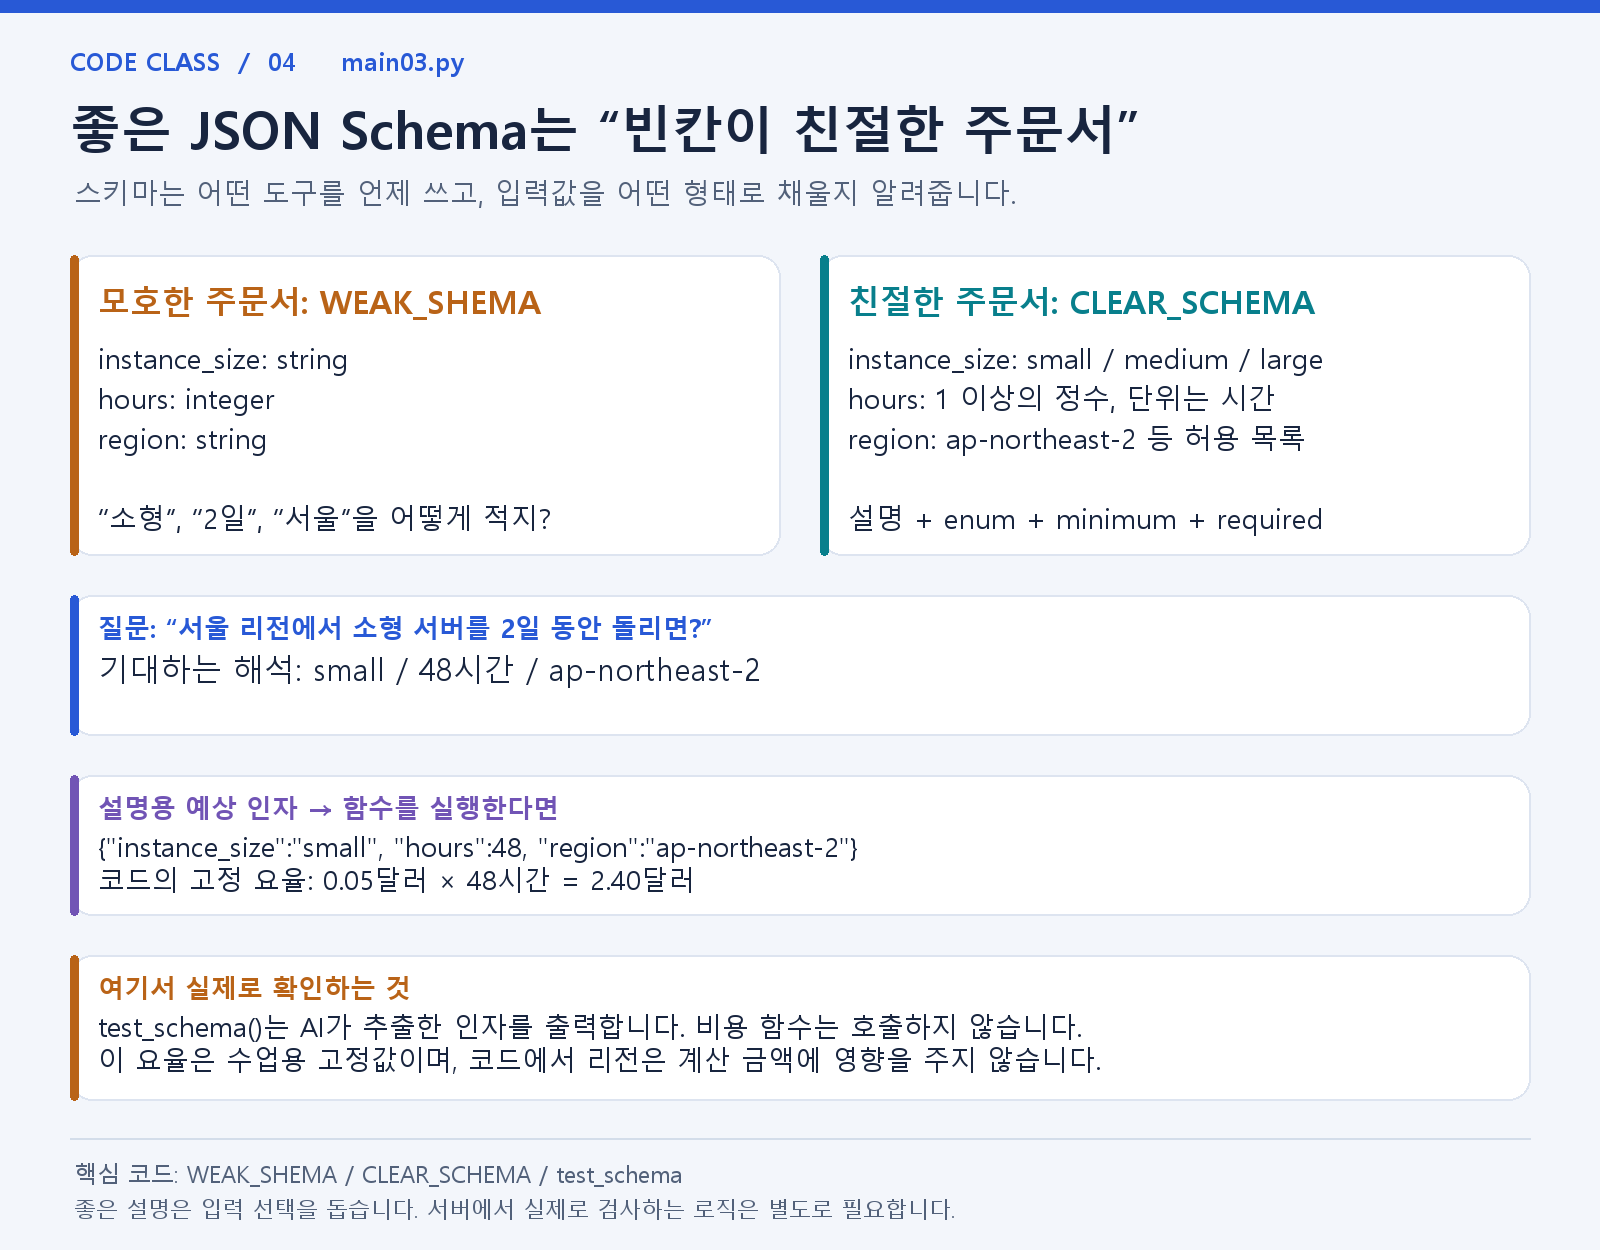 CODE CLASS / 04 main03.py
좋은 JSON Schema는 “빈칸이 친절한 주문서”
스키마는 어떤 도구를 언제 쓰고, 입력값을 어떤 형태로 채울지 알려줍니다.
모호한 주문서: WEAK_SHEMA
instance_size: string
hours: integer
region: string
“소형”, “2일”, “서울”을 어떻게 적지?
친절한 주문서: CLEAR_SCHEMA
instance_size: small / medium / large
hours: 1 이상의 정수, 단위는 시간
region: ap-northeast-2 등 허용 목록
설명 + enum + minimum + required
질문: “서울 리전에서 소형 서버를 2일 동안 돌리면?”
기대하는 해석: small / 48시간 / ap-northeast-2
설명용 예상 인자 → 함수를 실행한다면
{"instance_size":"small", "hours":48, "region":"ap-northeast-2"}
코드의 고정 요율: 0.05달러 × 48시간 = 2.40달러
여기서 실제로 확인하는 것
test_schema()는 AI가 추출한 인자를 출력합니다. 비용 함수는 호출하지 않습니다.
이 요율은 수업용 고정값이며, 코드에서 리전은 계산 금액에 영향을 주지 않습니다.
핵심 코드: WEAK_SHEMA / CLEAR_SCHEMA / test_schema
좋은 설명은 입력 선택을 돕습니다. 서버에서 실제로 검사하는 로직은 별도로 필요합니다.